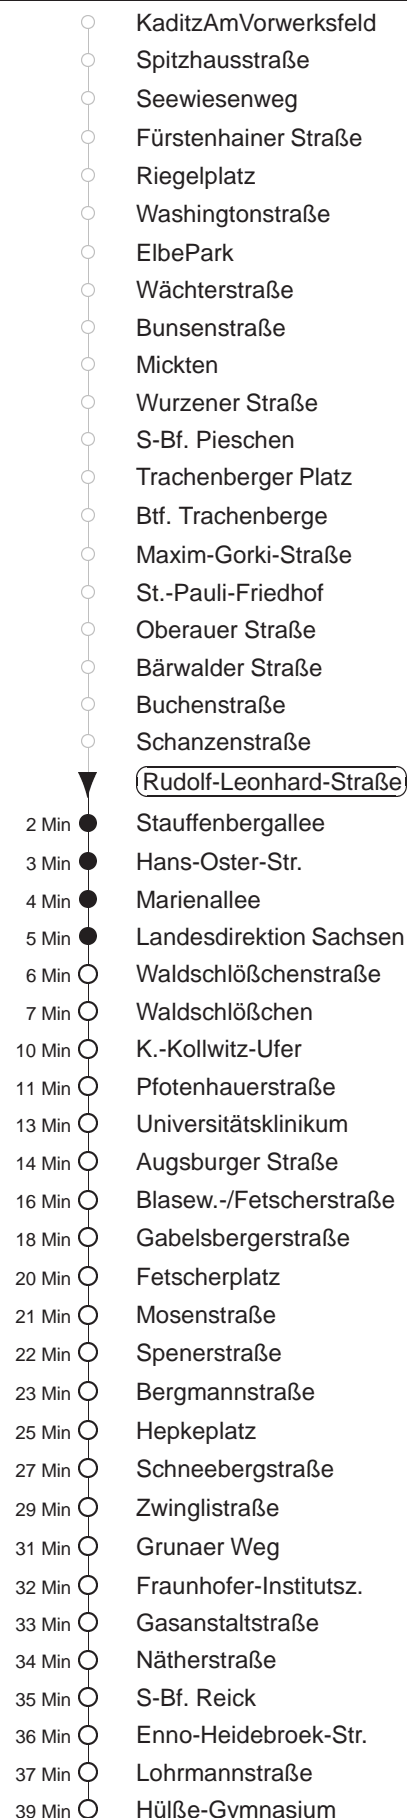 KaditzAmVorwerksfeld
Spitzhausstraße
Seewiesenweg
Fürstenhainer Straße
Riegelplatz
Washingtonstraße
ElbePark
Wächterstraße
Bunsenstraße
Mickten
Wurzener Straße
S-Bf. Pieschen
Trachenberger Platz
Btf. Trachenberge
Maxim-Gorki-Straße
St.-Pauli-Friedhof
Oberauer Straße
Bärwalder Straße
Buchenstraße
Schanzenstraße
Rudolf-Leonhard-Straße
2 Min Stauffenbergallee
3 Min Hans-Oster-Str.
4 Min Marienallee
5 Min Landesdirektion Sachsen
6 Min Waldschlößchenstraße
7 Min Waldschlößchen
10 Min K.-Kollwitz-Ufer
11 Min Pfotenhauerstraße
13 Min Universitätsklinikum
14 Min Augsburger Straße
16 Min Blasew.-/Fetscherstraße
18 Min Gabelsbergerstraße
20 Min Fetscherplatz
21 Min Mosenstraße
22 Min Spenerstraße
23 Min Bergmannstraße
25 Min Hepkeplatz
27 Min Schneebergstraße
29 Min Zwinglistraße
31 Min Grunaer Weg
32 Min Fraunhofer-Institutsz.
33 Min Gasanstaltstraße
34 Min Nätherstraße
35 Min S-Bf. Reick
36 Min Enno-Heidebroek-Str.
37 Min Lohrmannstraße
39 Min Hülße-Gymnasium